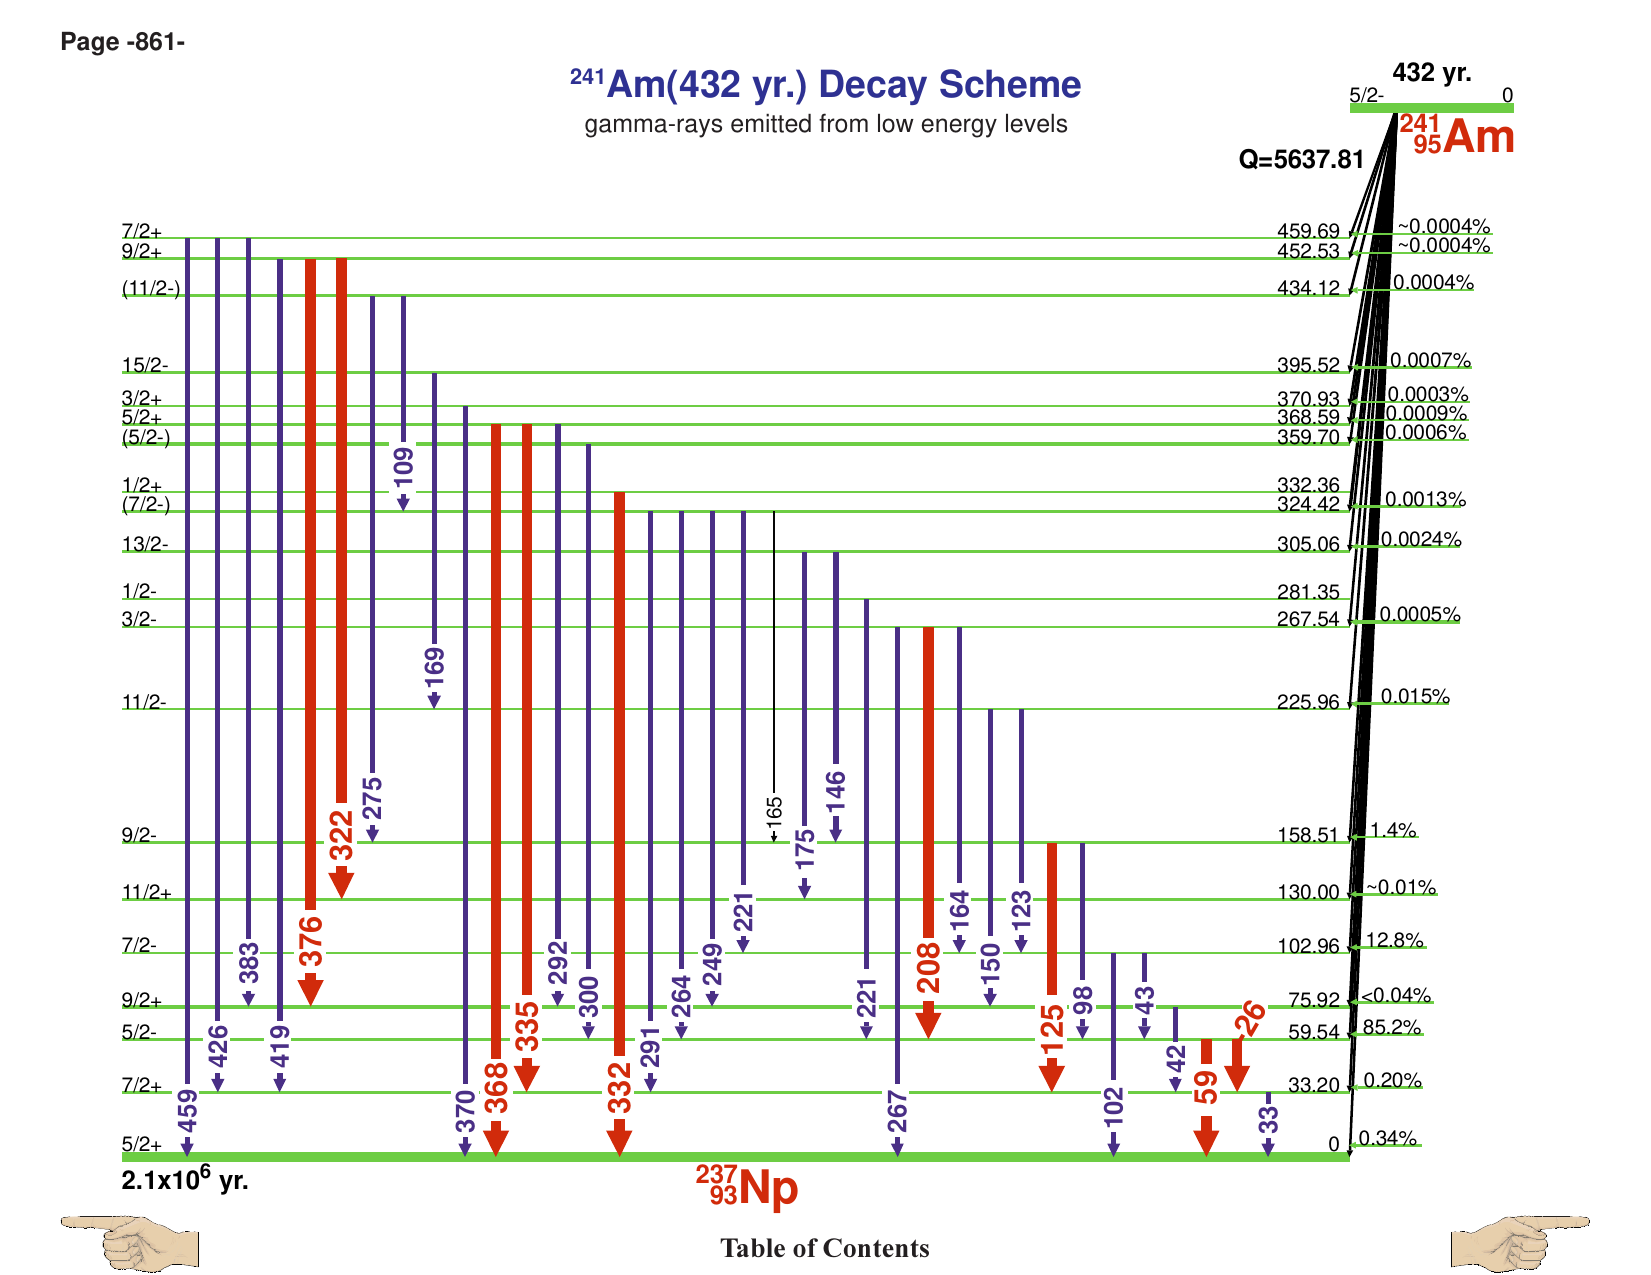 Page -861-
²⁴¹Am(432 yr.) Decay Scheme
gamma-rays emitted from low energy levels
432 yr.
5/2- 0
²⁴¹₉₅Am
Q=5637.81
7/2+ 459.69 ~0.0004%
9/2+ 452.53 ~0.0004%
(11/2-) 434.12 0.0004%
15/2- 395.52 0.0007%
3/2+ 370.93 0.0003%
5/2+ 368.59 0.0009%
(5/2-) 359.70 0.0006%
1/2+ 332.36
(7/2-) 324.42 0.0013%
13/2- 305.06 0.0024%
1/2- 281.35
3/2- 267.54 0.0005%
11/2- 225.96 0.015%
9/2- 158.51 1.4%
11/2+ 130.00 ~0.01%
7/2- 102.96 12.8%
9/2+ 75.92 <0.04%
5/2- 59.54 85.2%
7/2+ 33.20 0.20%
5/2+ 0 0.34%
459
426
383
419
376
322
275
109
169
370
368
335
292
300
332
291
264
249
221
165
175
146
221
267
208
164
150
123
125
98
102
43
42
59
-26
33
2.1x10⁶ yr.
²³⁷₉₃Np
Table of Contents